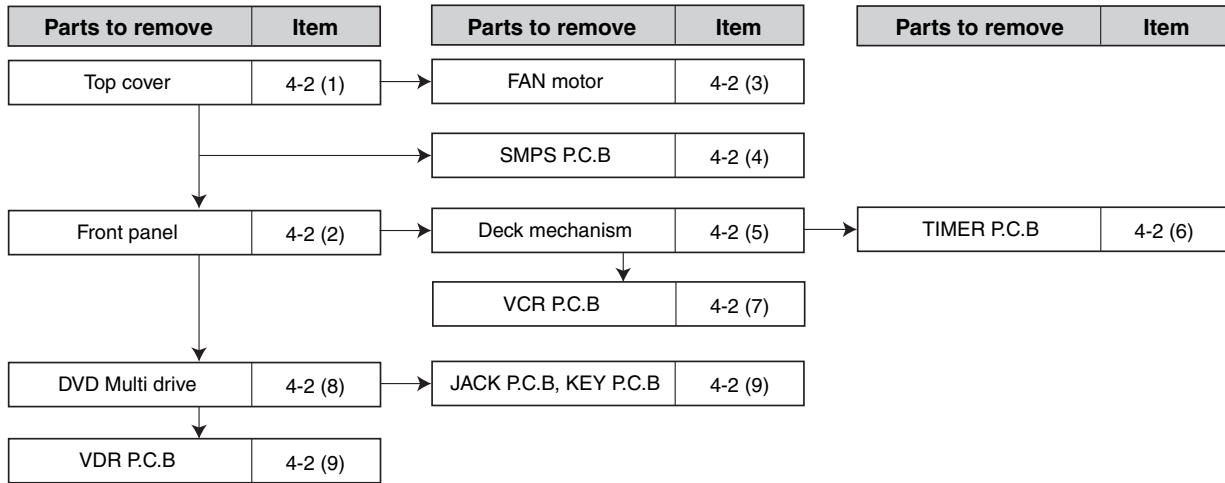 Parts to remove Item Parts to remove Item Parts to remove Item
Top cover 4-2 (1) FAN motor 4-2 (3)
SMPS P.C.B 4-2 (4)
Front panel 4-2 (2) Deck mechanism 4-2 (5) TIMER P.C.B 4-2 (6)
VCR P.C.B 4-2 (7)
DVD Multi drive 4-2 (8) JACK P.C.B, KEY P.C.B 4-2 (9)
VDR P.C.B 4-2 (9)